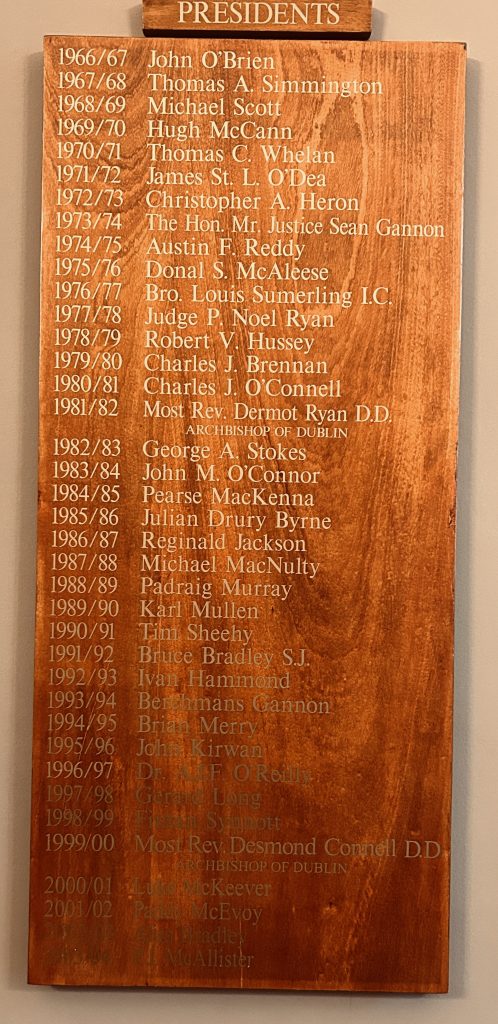 PRESIDENTS
1966/67 John O'Brien
1967/68 Thomas A. Simmington
1968/69 Michael Scott
1969/70 Hugh McCann
1970/71 Thomas C. Whelan
1971/72 James St. L. O'Dea
1972/73 Christopher A. Heron
1973/74 The Hon. Mr. Justice Sean Gannon
1974/75 Austin F. Reddy
1975/76 Donal S. McAleese
1976/77 Bro. Louis Sumerling I.C.
1977/78 Judge P. Noel Ryan
1978/79 Robert V. Hussey
1979/80 Charles J. Brennan
1980/81 Charles J. O'Connell
1981/82 Most Rev. Dermot Ryan D.D.
ARCHBISHOP OF DUBLIN
1982/83 George A. Stokes
1983/84 John M. O'Connor
1984/85 Pearse MacKenna
1985/86 Julian Drury Byrne
1986/87 Reginald Jackson
1987/88 Michael MacNulty
1988/89 Padraig Murray
1989/90 Karl Mullen
1990/91 Tim Sheehy
1991/92 Bruce Bradley S.J.
1992/93 Ivan Hammond
1993/94 Berchmans Gannon
1994/95 Brian Merry
1995/96 John Kirwan
1996/97 Dr. O'Reilly
1997/98 Gerard Long
1998/99 Synnott
1999/00 Most Rev. Desmond Connell D.D.
ARCHBISHOP OF DUBLIN
2000/01 McKeever
2001/02 Paddy McEvoy
Bradley
McAllister